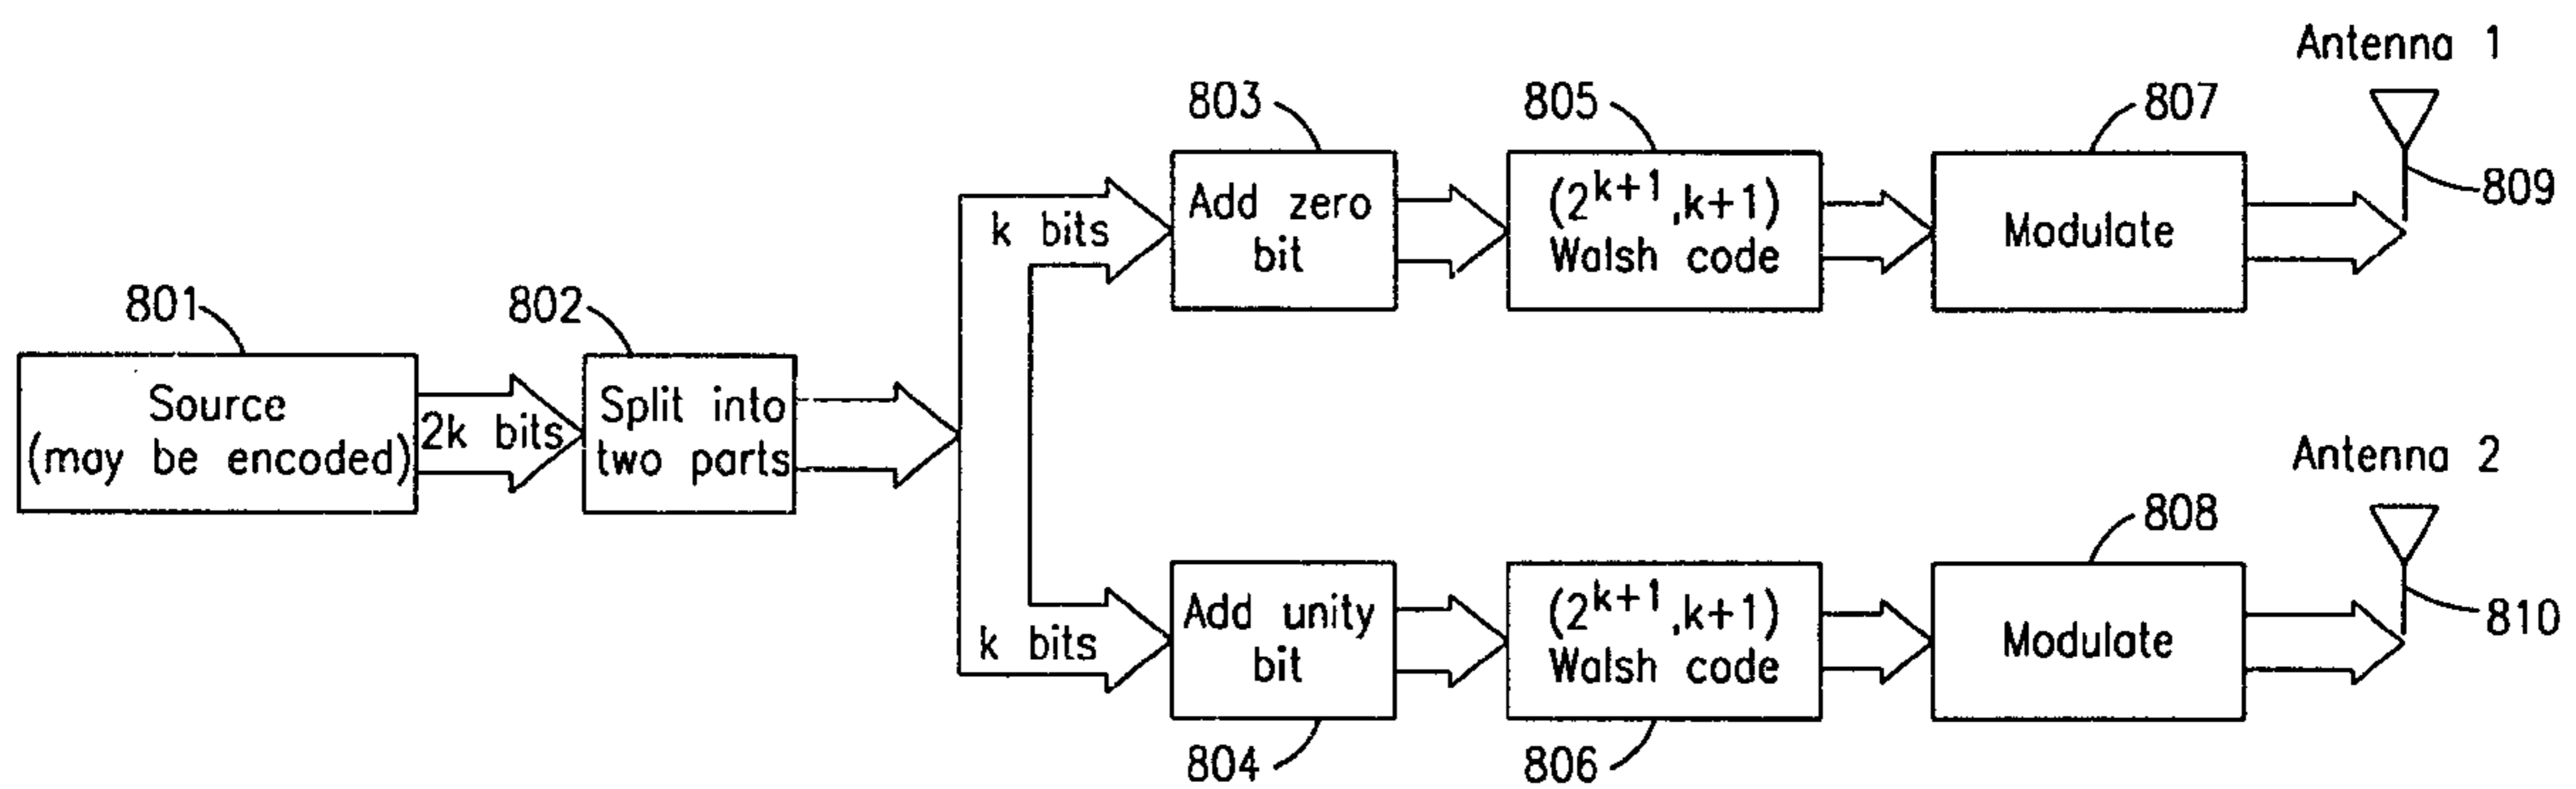 Antenna 1
803
805
807
809
Add zero
bit
(2^{k+1},k+1)
Walsh code
Modulate
k bits
801
802
Source
(may be encoded)
2k bits
Split into
two parts
Antenna 2
808
810
k bits
Add unity
bit
(2^{k+1},k+1)
Walsh code
Modulate
804
806